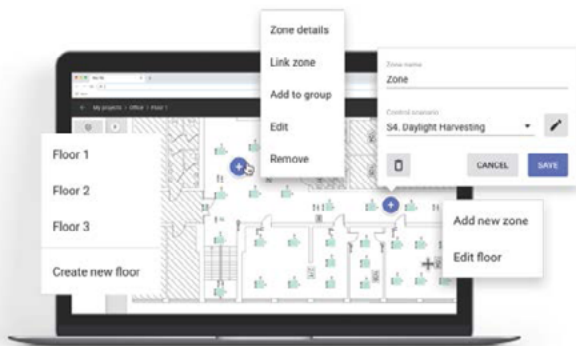 Zone details
Link zone
Add to group
Edit
Remove
Zone name
Zone
Control scenario
S4. Daylight Harvesting
CANCEL
SAVE
My projects > Office > Floor 1
Floor 1
Floor 2
Floor 3
Create new floor
Add new zone
Edit floor